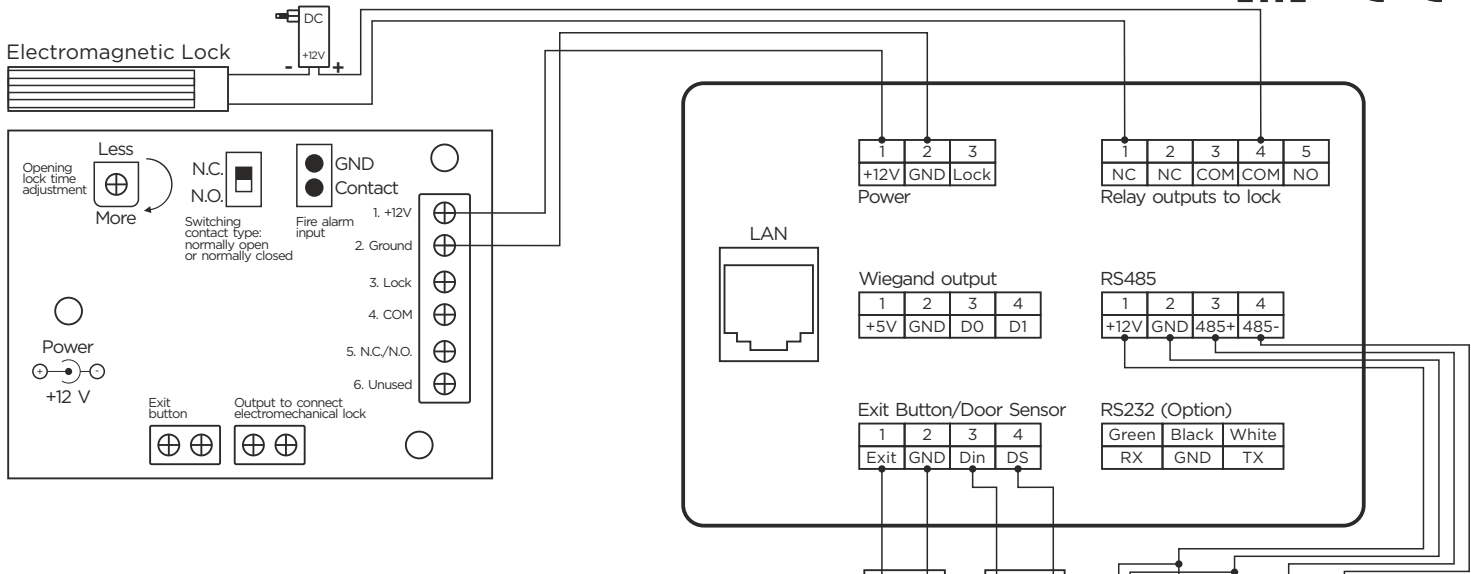 DC
+12V
- +
Electromagnetic Lock
Less
Opening
lock time
adjustment
More
N.C.
N.O.
Switching
contact type:
normally open
or normally closed
GND
Contact
Fire alarm
input
1. +12V
2. Ground
3. Lock
4. COM
5. N.C./N.O.
6. Unused
Power
+ -
+12 V
Exit
button
Output to connect
electromechanical lock
LAN
1 2 3
+12V GND Lock
Power
1 2 3 4 5
NC NC COM COM NO
Relay outputs to lock
Wiegand output
1 2 3 4
+5V GND D0 D1
RS485
1 2 3 4
+12V GND 485+ 485-
Exit Button/Door Sensor
1 2 3 4
Exit GND Din DS
RS232 (Option)
Green Black White
RX GND TX